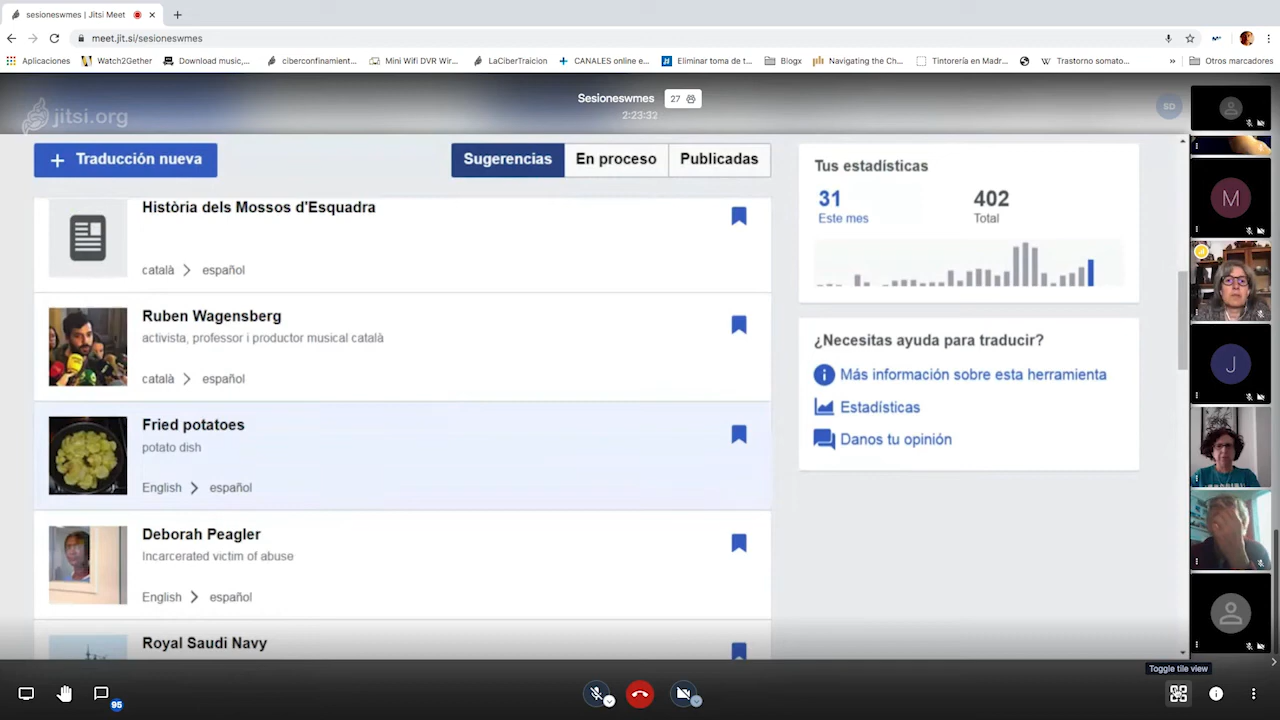 sesioneswmes | Jitsi Meet
meet.jit.si/sesioneswmes
Aplicaciones
Watch2Gether
Download music,...
ciberconfinamient...
Mini Wifi DVR Wir...
LaCiberTraicion
CANALES online e...
Eliminar toma de t...
Blogx
Navigating the Ch...
Tintorería en Madr...
W Trastorno somato...
»
Otros marcadores
jitsi.org
Sesioneswmes 27
2:23:32
SD
+ Traducción nueva
Sugerencias En proceso Publicadas
Història dels Mossos d'Esquadra
català > español
Ruben Wagensberg
activista, professor i productor musical català
català > español
Fried potatoes
potato dish
English > español
Deborah Peagler
Incarcerated victim of abuse
English > español
Royal Saudi Navy
Tus estadísticas
31 402
Este mes Total
¿Necesitas ayuda para traducir?
Más información sobre esta herramienta
Estadísticas
Danos tu opinión
M
J
Toggle tile view
95